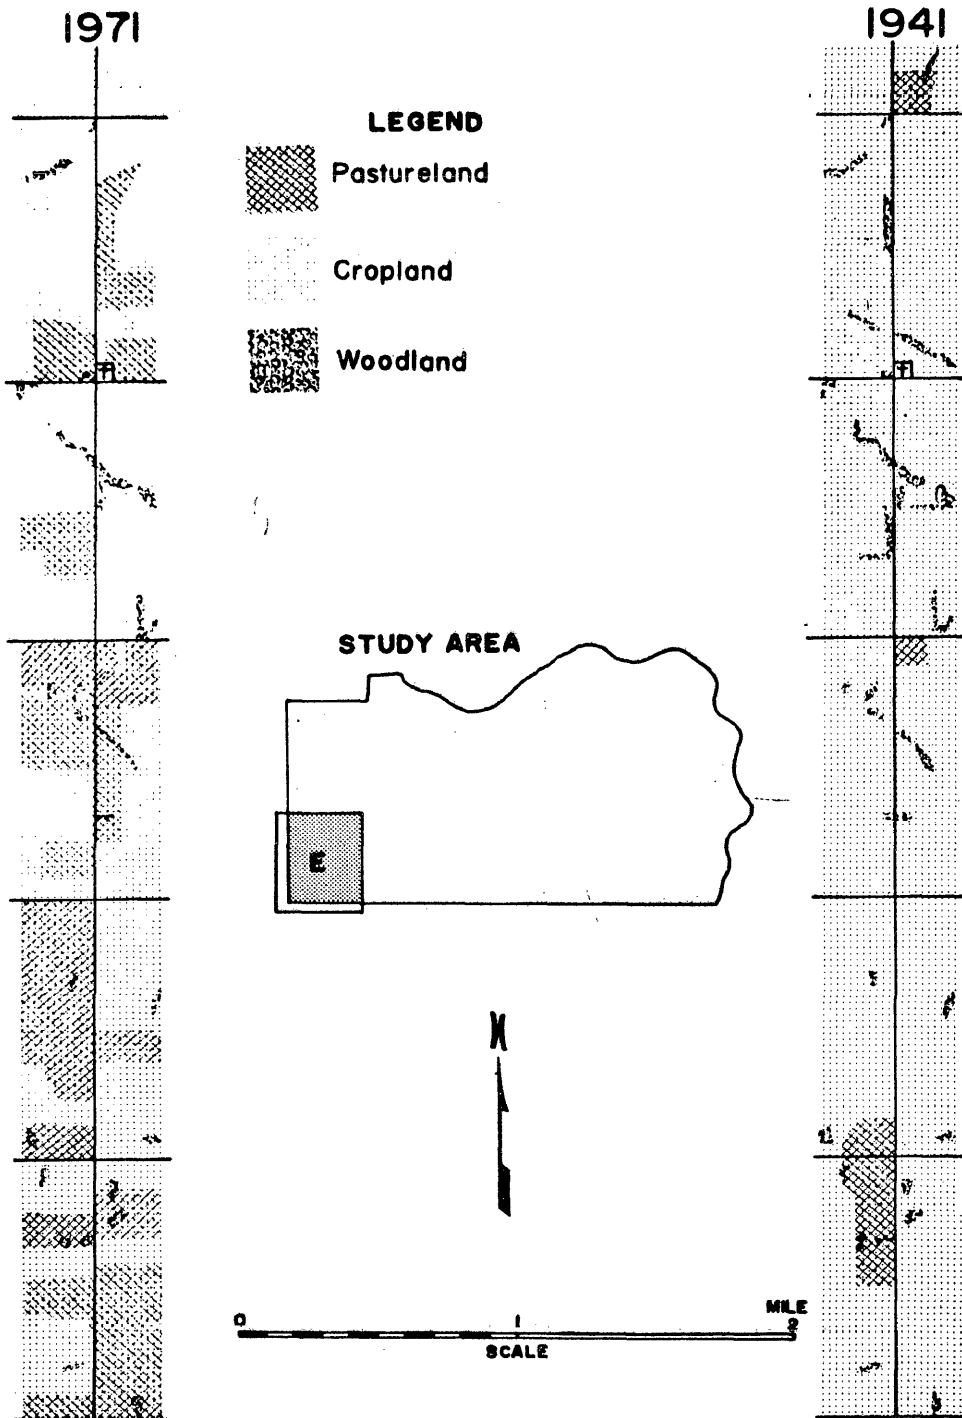 1971
1941
LEGEND
Pastureland
Cropland
Woodland
STUDY AREA
E
N
0 1 2
MILE
SCALE